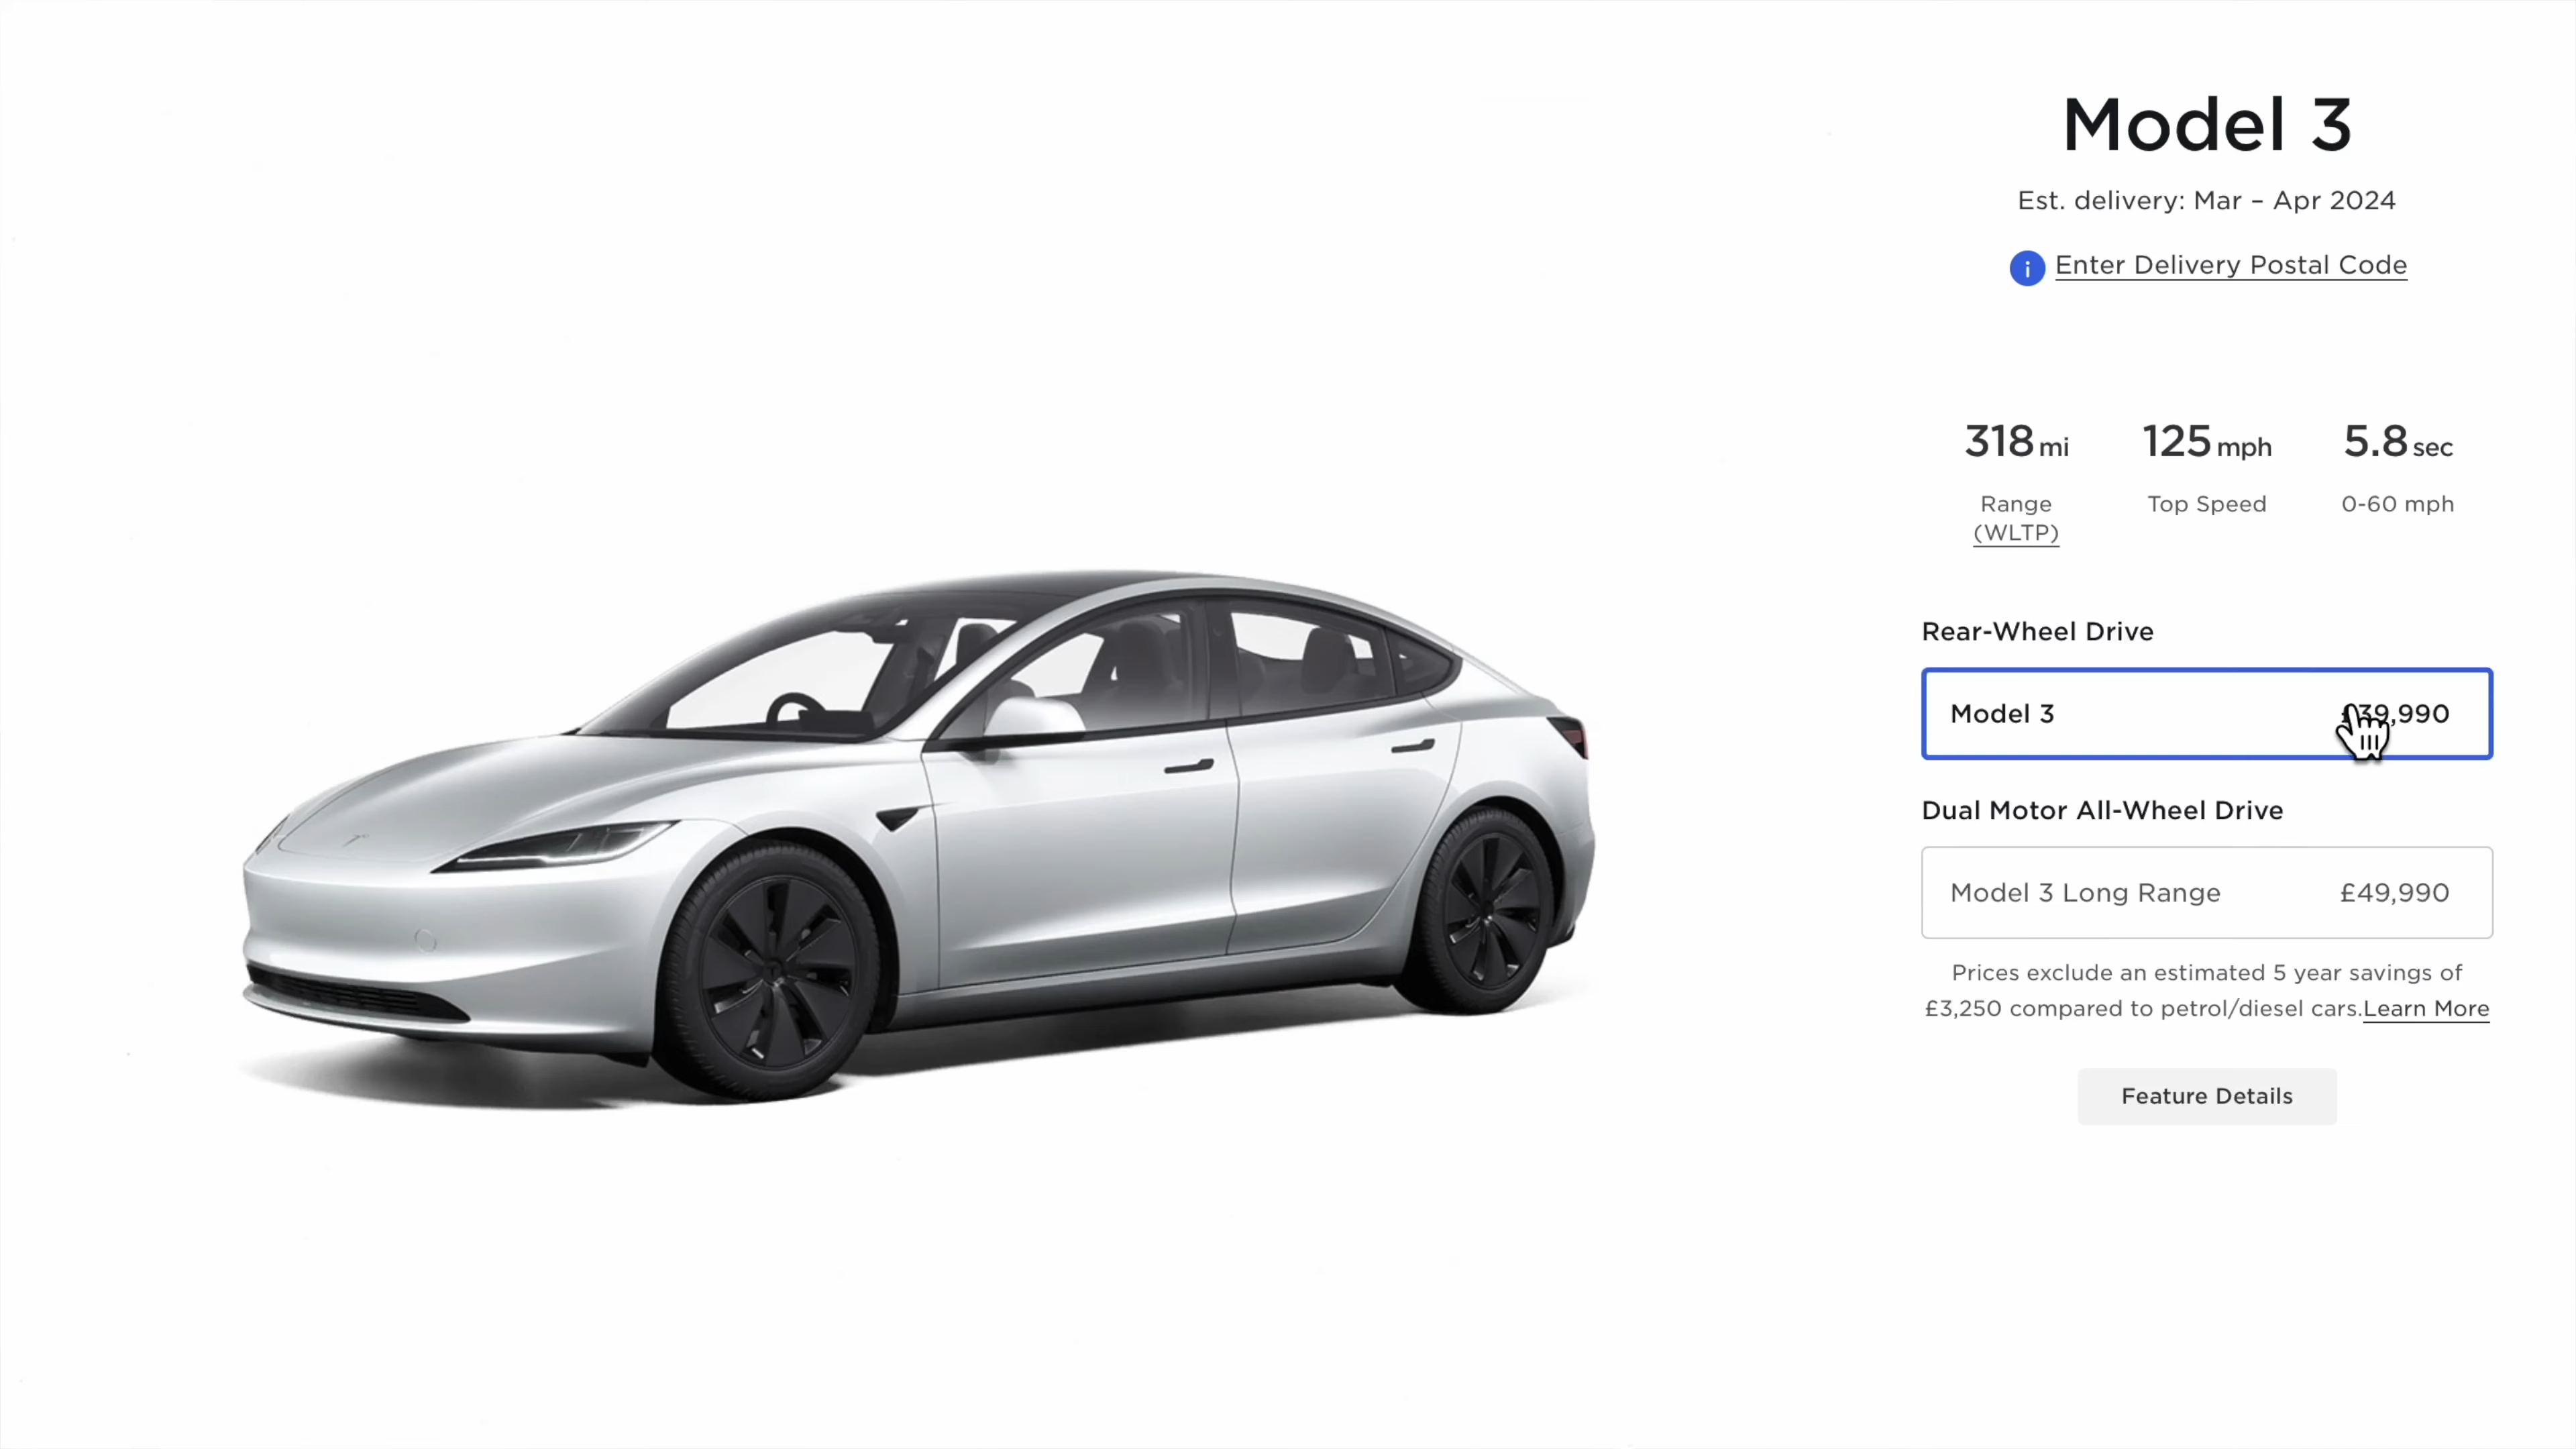 Model 3
Est. delivery: Mar – Apr 2024
i Enter Delivery Postal Code
318 mi
125 mph
5.8 sec
Range
(WLTP)
Top Speed
0-60 mph
Rear-Wheel Drive
Model 3 £39,990
Dual Motor All-Wheel Drive
Model 3 Long Range £49,990
Prices exclude an estimated 5 year savings of
£3,250 compared to petrol/diesel cars.Learn More
Feature Details